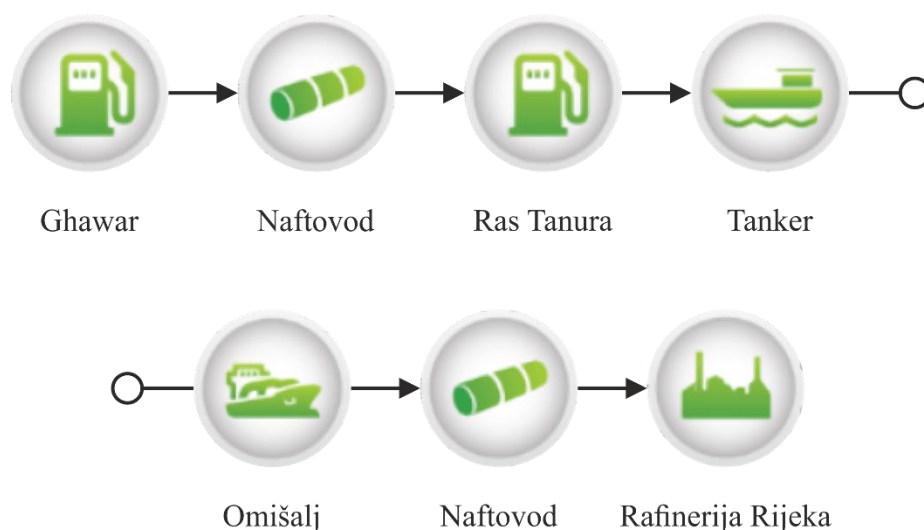 Ghawar
Naftovod
Ras Tanura
Tanker
Omišalj
Naftovod
Rafinerija Rijeka